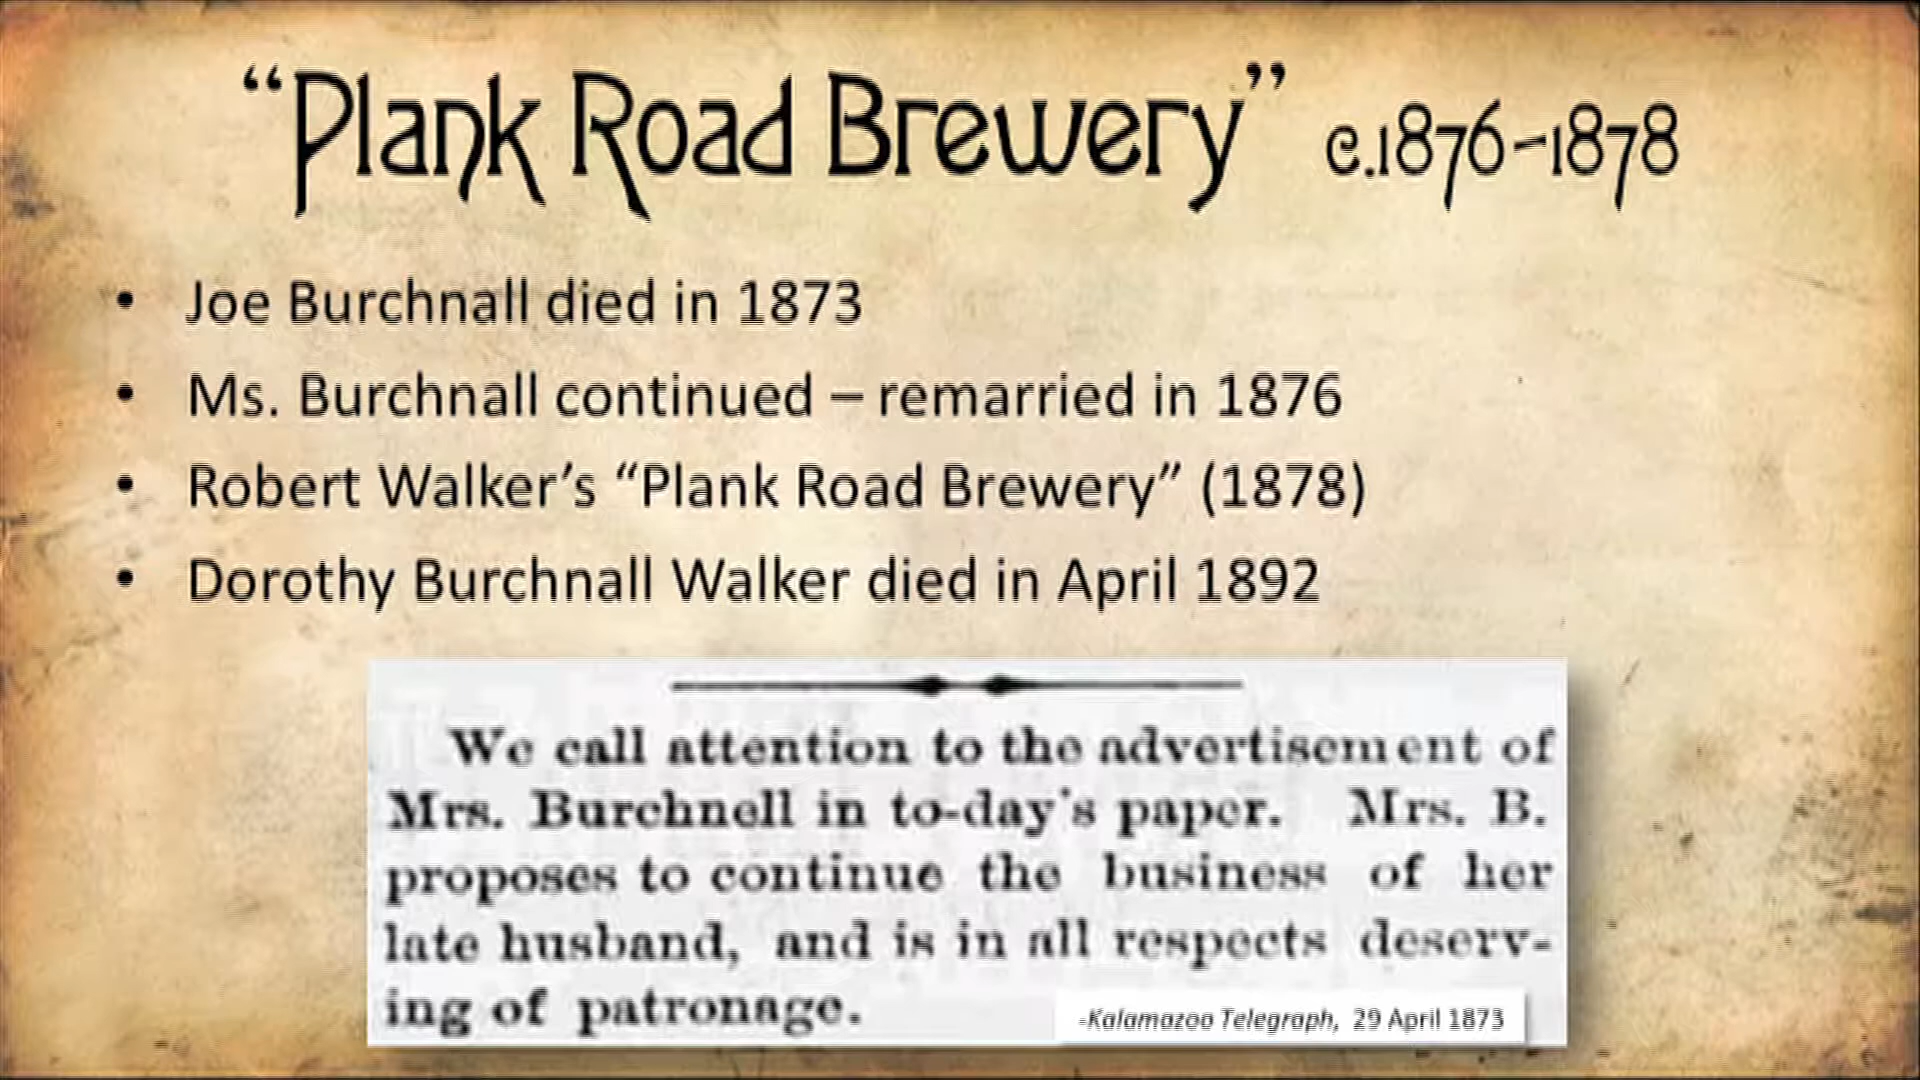 “Plank Road Brewery” c.1876-1878
• Joe Burchnall died in 1873
• Ms. Burchnall continued – remarried in 1876
• Robert Walker’s “Plank Road Brewery” (1878)
• Dorothy Burchnall Walker died in April 1892
We call attention to the advertisement of
Mrs. Burchnell in to-day's paper. Mrs. B.
proposes to continue the business of her
late husband, and is in all respects deserv-
ing of patronage.
-Kalamazoo Telegraph, 29 April 1873